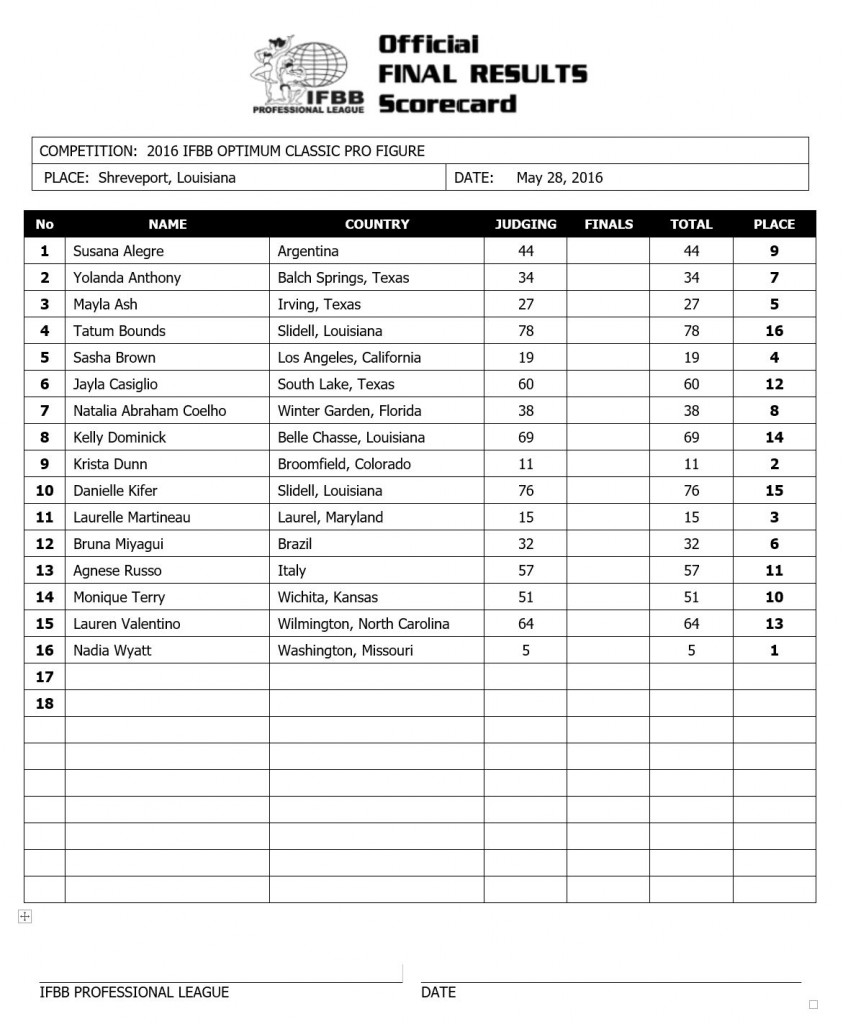 Official
FINAL RESULTS
Scorecard
IFBB
PROFESSIONAL LEAGUE
COMPETITION: 2016 IFBB OPTIMUM CLASSIC PRO FIGURE
PLACE: Shreveport, Louisiana DATE: May 28, 2016
No NAME COUNTRY JUDGING FINALS TOTAL PLACE
1 Susana Alegre Argentina 44 44 9
2 Yolanda Anthony Balch Springs, Texas 34 34 7
3 Mayla Ash Irving, Texas 27 27 5
4 Tatum Bounds Slidell, Louisiana 78 78 16
5 Sasha Brown Los Angeles, California 19 19 4
6 Jayla Casiglio South Lake, Texas 60 60 12
7 Natalia Abraham Coelho Winter Garden, Florida 38 38 8
8 Kelly Dominick Belle Chasse, Louisiana 69 69 14
9 Krista Dunn Broomfield, Colorado 11 11 2
10 Danielle Kifer Slidell, Louisiana 76 76 15
11 Laurelle Martineau Laurel, Maryland 15 15 3
12 Bruna Miyagui Brazil 32 32 6
13 Agnese Russo Italy 57 57 11
14 Monique Terry Wichita, Kansas 51 51 10
15 Lauren Valentino Wilmington, North Carolina 64 64 13
16 Nadia Wyatt Washington, Missouri 5 5 1
17
18
IFBB PROFESSIONAL LEAGUE DATE